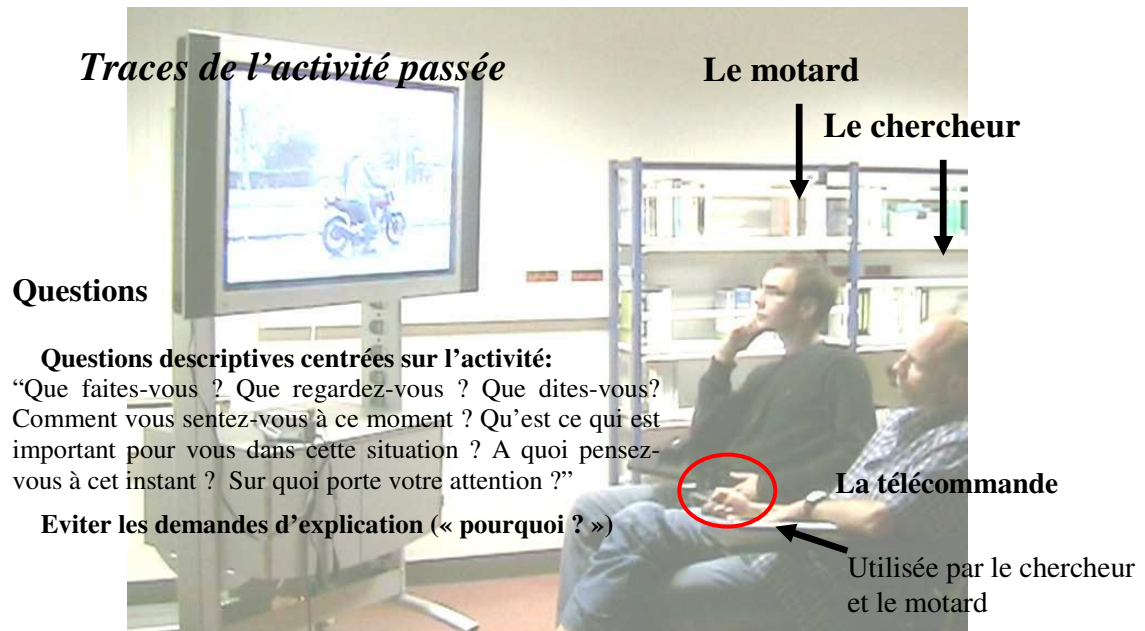 Traces de l’activité passée
Le motard
Le chercheur
Questions
Questions descriptives centrées sur l’activité:
“Que faites-vous ? Que regardez-vous ? Que dites-vous?
Comment vous sentez-vous à ce moment ? Qu’est ce qui est
important pour vous dans cette situation ? A quoi pensez-
vous à cet instant ? Sur quoi porte votre attention ?”
Eviter les demandes d’explication (« pourquoi ? »)
La télécommande
Utilisée par le chercheur
et le motard